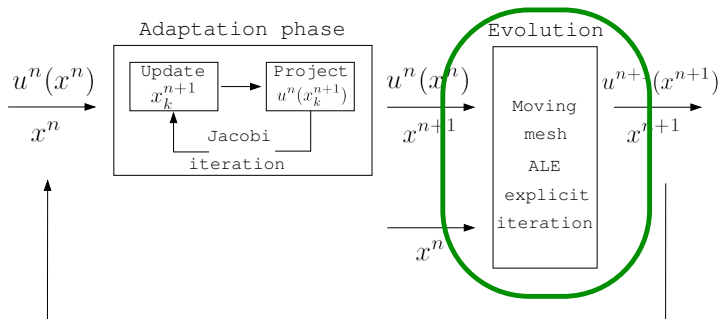 Adaptation phase
Evolution
u^n(x^n)
x^n
Update
x_k^{n+1}
Project
u^n(x_k^{n+1})
Jacobi
iteration
u^n(x^n)
x^{n+1}
x^n
Moving
mesh
ALE
explicit
iteration
u^{n+1}(x^{n+1})
x^{n+1}